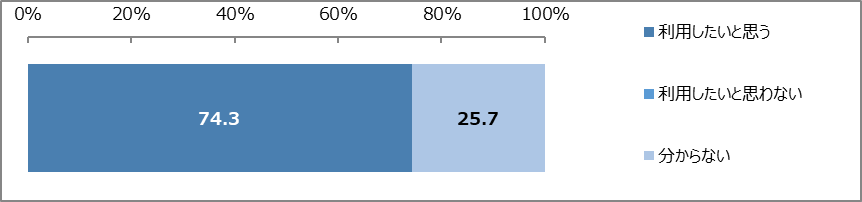 0% 20% 40% 60% 80% 100%
74.3 25.7
利用したいと思う
利用したいと思わない
分からない